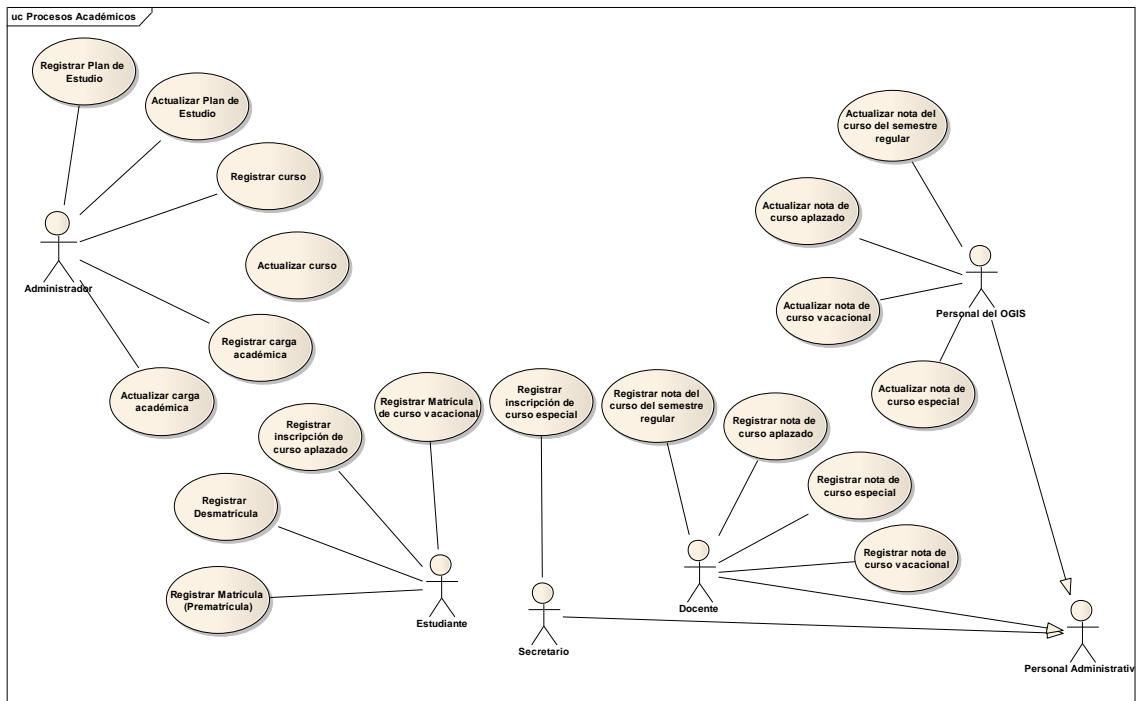 uc Procesos Académicos
Registrar Plan de
Estudio
Actualizar Plan de
Estudio
Registrar curso
Actualizar curso
Administrador
Registrar carga
académica
Actualizar carga
académica
Actualizar nota del
curso del semestre
regular
Actualizar nota de
curso aplazado
Actualizar nota de
curso vacacional
Personal del OGIS
Actualizar nota de
curso especial
Registrar
inscripción de
curso aplazado
Registrar Matrícula
de curso vacacional
Registrar
inscripción de
curso especial
Registrar nota del
curso del semestre
regular
Registrar nota de
curso aplazado
Registrar nota de
curso especial
Registrar nota de
curso vacacional
Registrar
Desmatrícula
Registrar Matrícula
(Prematrícula)
Estudiante
Secretario
Docente
Personal Administrativ